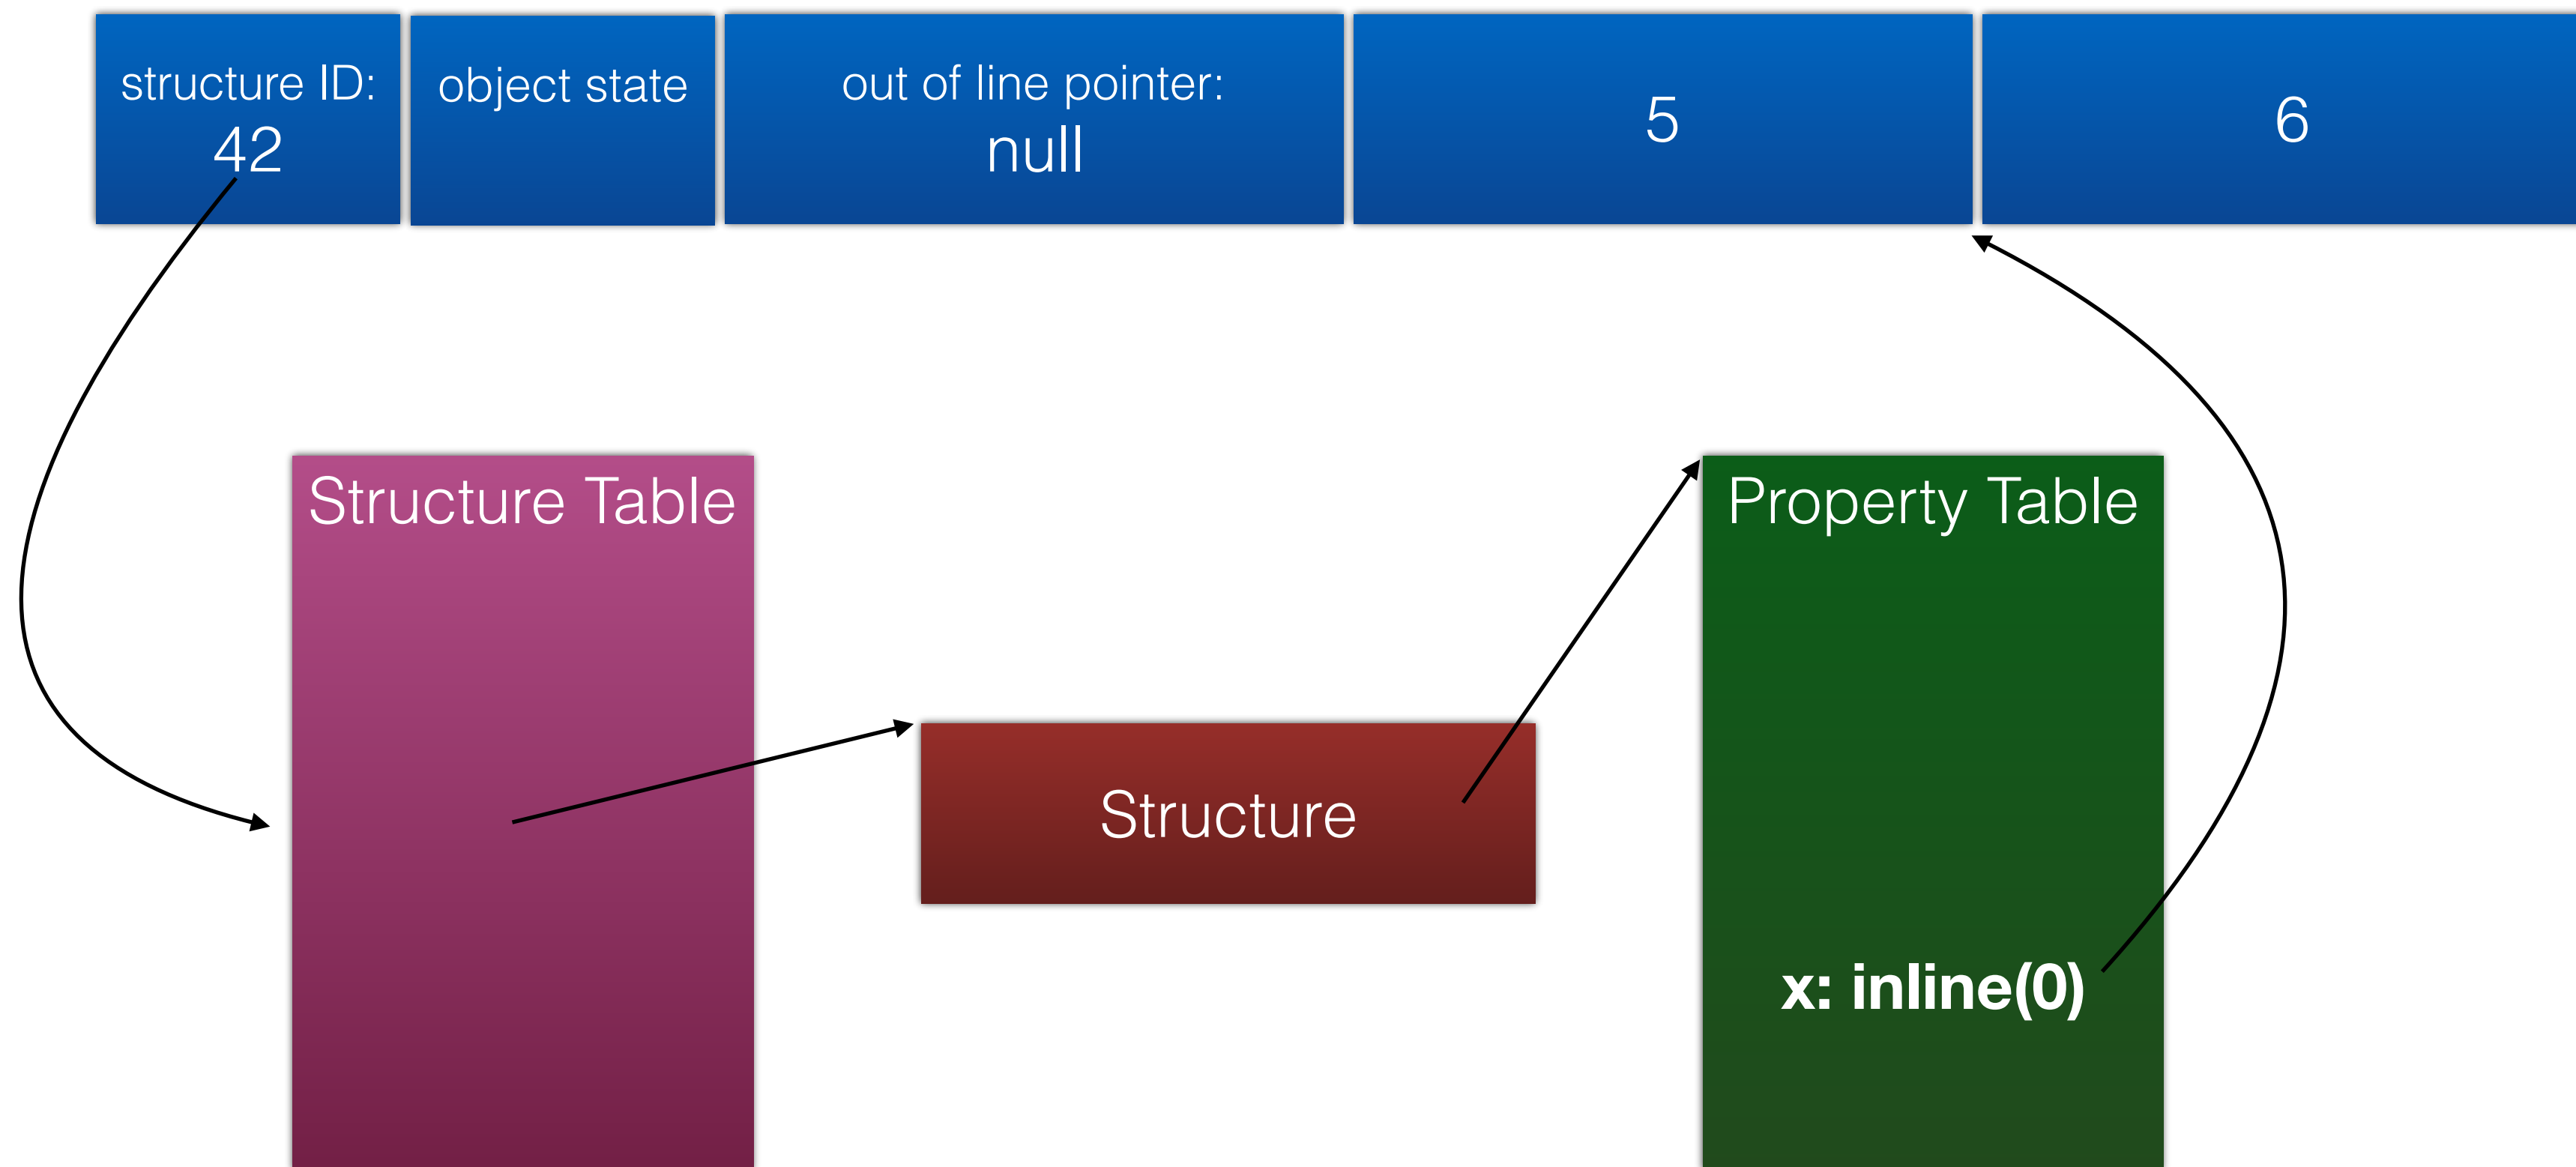 structure ID:
42
object state
out of line pointer:
null
5
6
Structure Table
Property Table
Structure
x: inline(0)